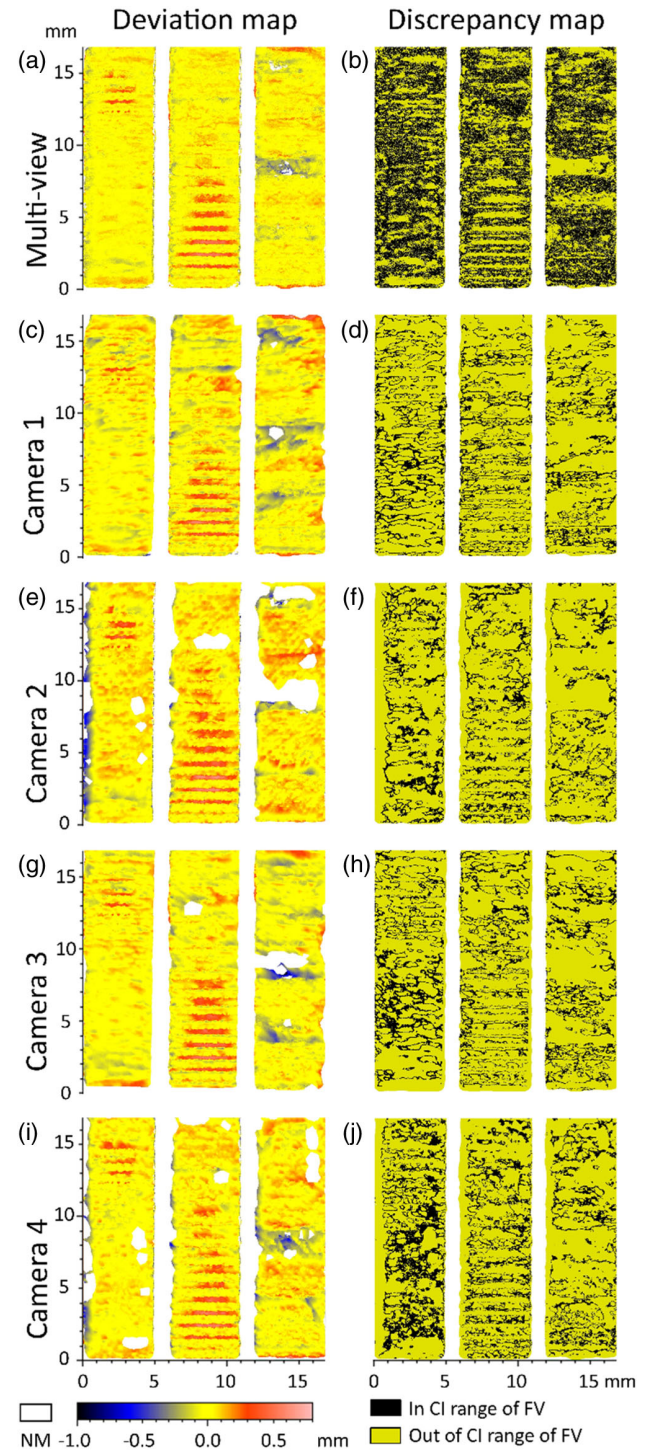 Deviation map Discrepancy map
mm
(a) (b)
Multi-view
15
10
5
0
(c) (d)
Camera 1
15
10
5
0
(e) (f)
Camera 2
15
10
5
0
(g) (h)
Camera 3
15
10
5
0
(i) (j)
Camera 4
15
10
5
0
0 5 10 15 0 5 10 15 mm
In CI range of FV
NM -1.0 -0.5 0.0 0.5 mm Out of CI range of FV